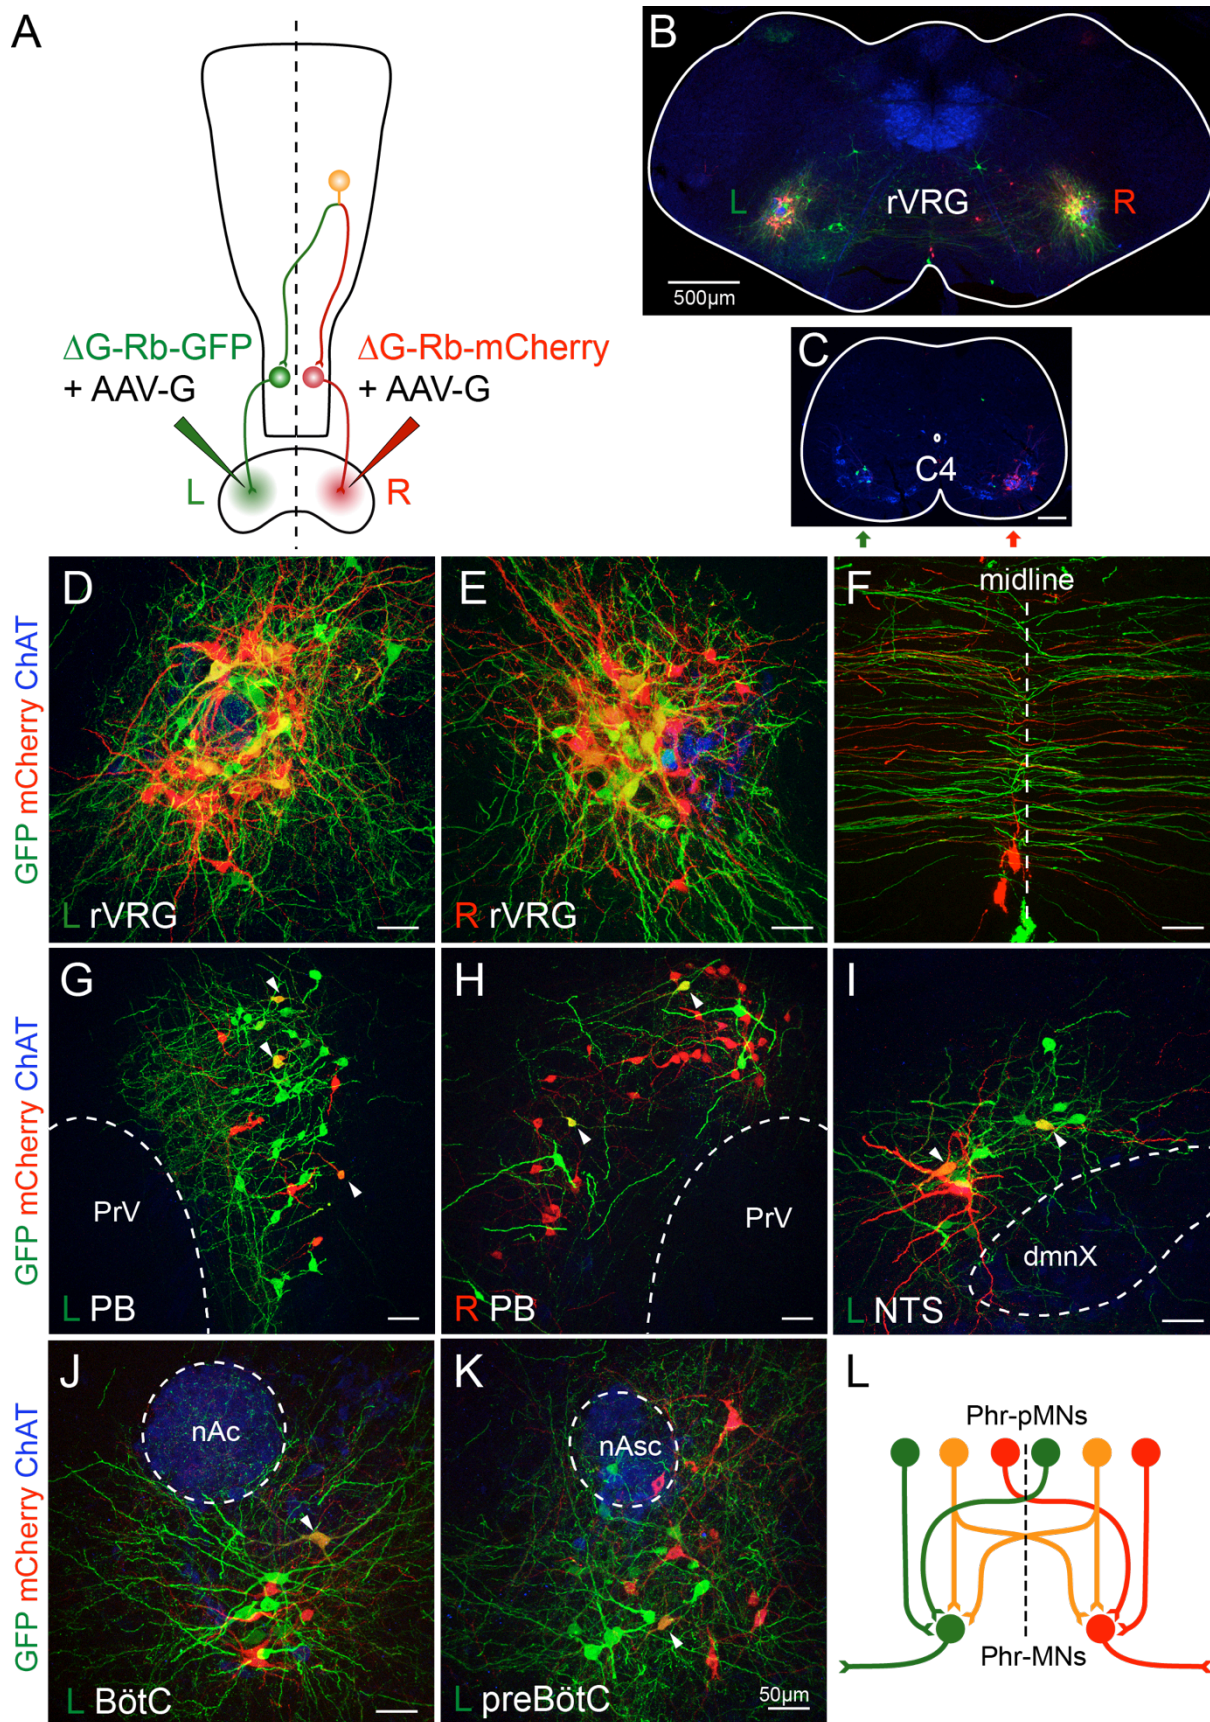 A
ΔG-Rb-GFP
+ AAV-G
ΔG-Rb-mCherry
+ AAV-G
L
R
B
L
rVRG
R
500µm
C
C4
GFP mCherry ChAT
D
L rVRG
E
R rVRG
F
midline
GFP mCherry ChAT
G
PrV
L PB
H
PrV
R PB
I
dmnX
L NTS
GFP mCherry ChAT
J
nAc
L BötC
K
nAsc
L preBötC
50µm
L
Phr-pMNs
Phr-MNs